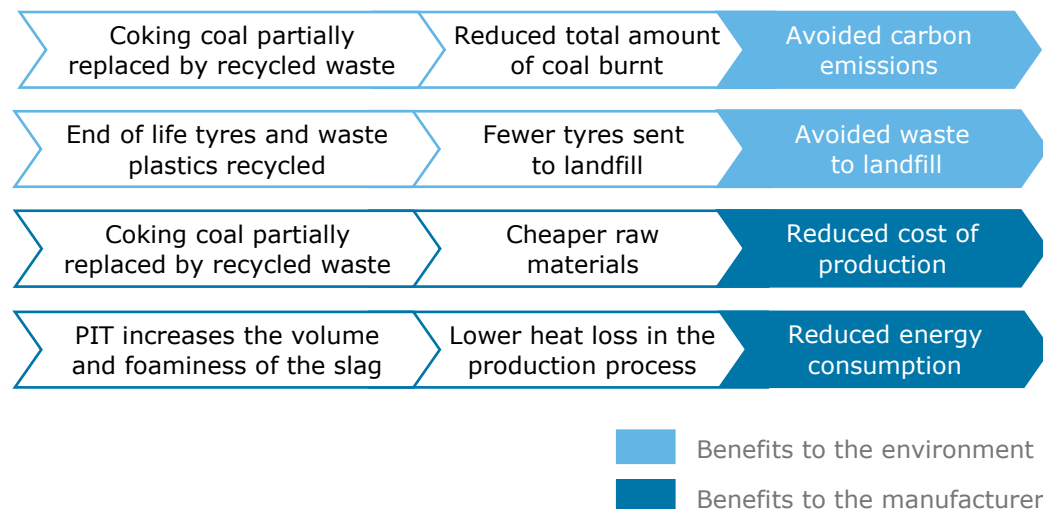 Coking coal partially
replaced by recycled waste
Reduced total amount
of coal burnt
Avoided carbon
emissions
End of life tyres and waste
plastics recycled
Fewer tyres sent
to landfill
Avoided waste
to landfill
Coking coal partially
replaced by recycled waste
Cheaper raw
materials
Reduced cost of
production
PIT increases the volume
and foaminess of the slag
Lower heat loss in the
production process
Reduced energy
consumption
Benefits to the environment
Benefits to the manufacturer